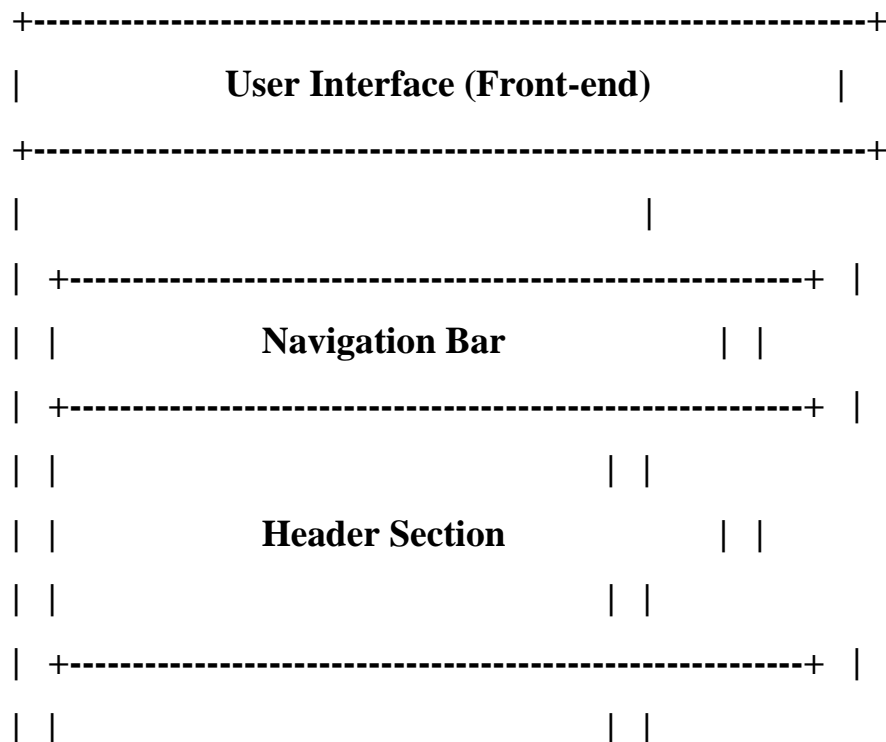 +-------------------------------------------------------------------+
| User Interface (Front-end) |
+-------------------------------------------------------------------+
| |
| +-----------------------------------------------------------+ |
| | Navigation Bar | |
| +-----------------------------------------------------------+ |
| | | |
| | Header Section | |
| | | |
| +-----------------------------------------------------------+ |
| | | |